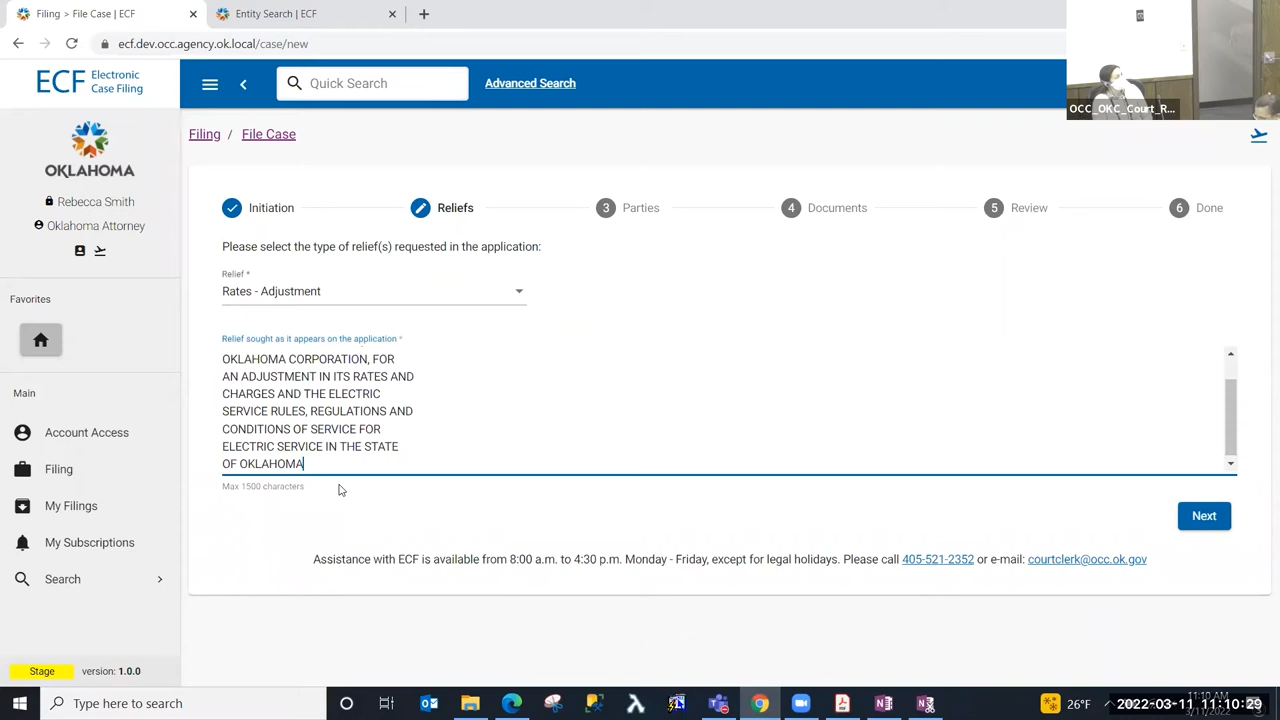 Filing > File Case | ECF
Entity Search | ECF
ecf.dev.occ.agency.ok.local/case/new
ECF Electronic
Case Filing
Quick Search
Advanced Search
OCC_OKC_Court_R...
OKLAHOMA
Rebecca Smith
Oklahoma Attorney
Favorites
Main
Account Access
Filing
My Filings
My Subscriptions
Search
Stage version: 1.0.0
Filing / File Case
Initiation
Reliefs
3 Parties
4 Documents
5 Review
6 Done
Please select the type of relief(s) requested in the application:
Relief *
Rates - Adjustment
Relief sought as it appears on the application *
OKLAHOMA CORPORATION, FOR
AN ADJUSTMENT IN ITS RATES AND
CHARGES AND THE ELECTRIC
SERVICE RULES, REGULATIONS AND
CONDITIONS OF SERVICE FOR
ELECTRIC SERVICE IN THE STATE
OF OKLAHOMA
Max 1500 characters
Next
Assistance with ECF is available from 8:00 a.m. to 4:30 p.m. Monday - Friday, except for legal holidays. Please call 405-521-2352 or e-mail: courtclerk@occ.ok.gov
Type here to search
26°F
11:10 AM
2022-03-11 11:10:29
3/11/2022